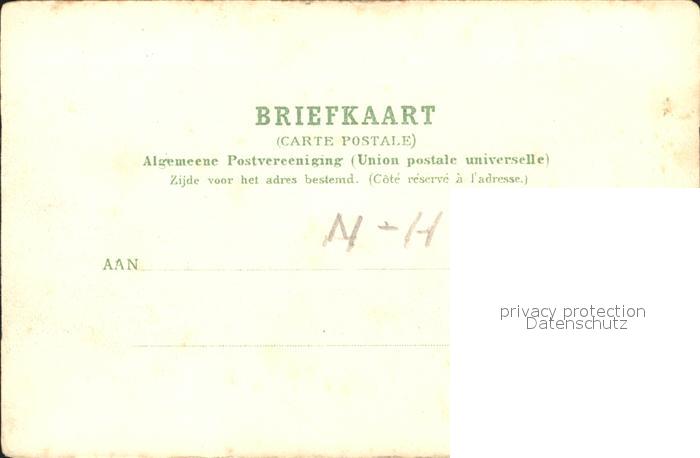 BRIEFKAART
(CARTE POSTALE)
Algemeene Postvereeniging (Union postale universelle)
Zijde voor het adres bestemd. (Côté réservé à l'adresse.)
N-H
AAN
privacy protection
Datenschutz